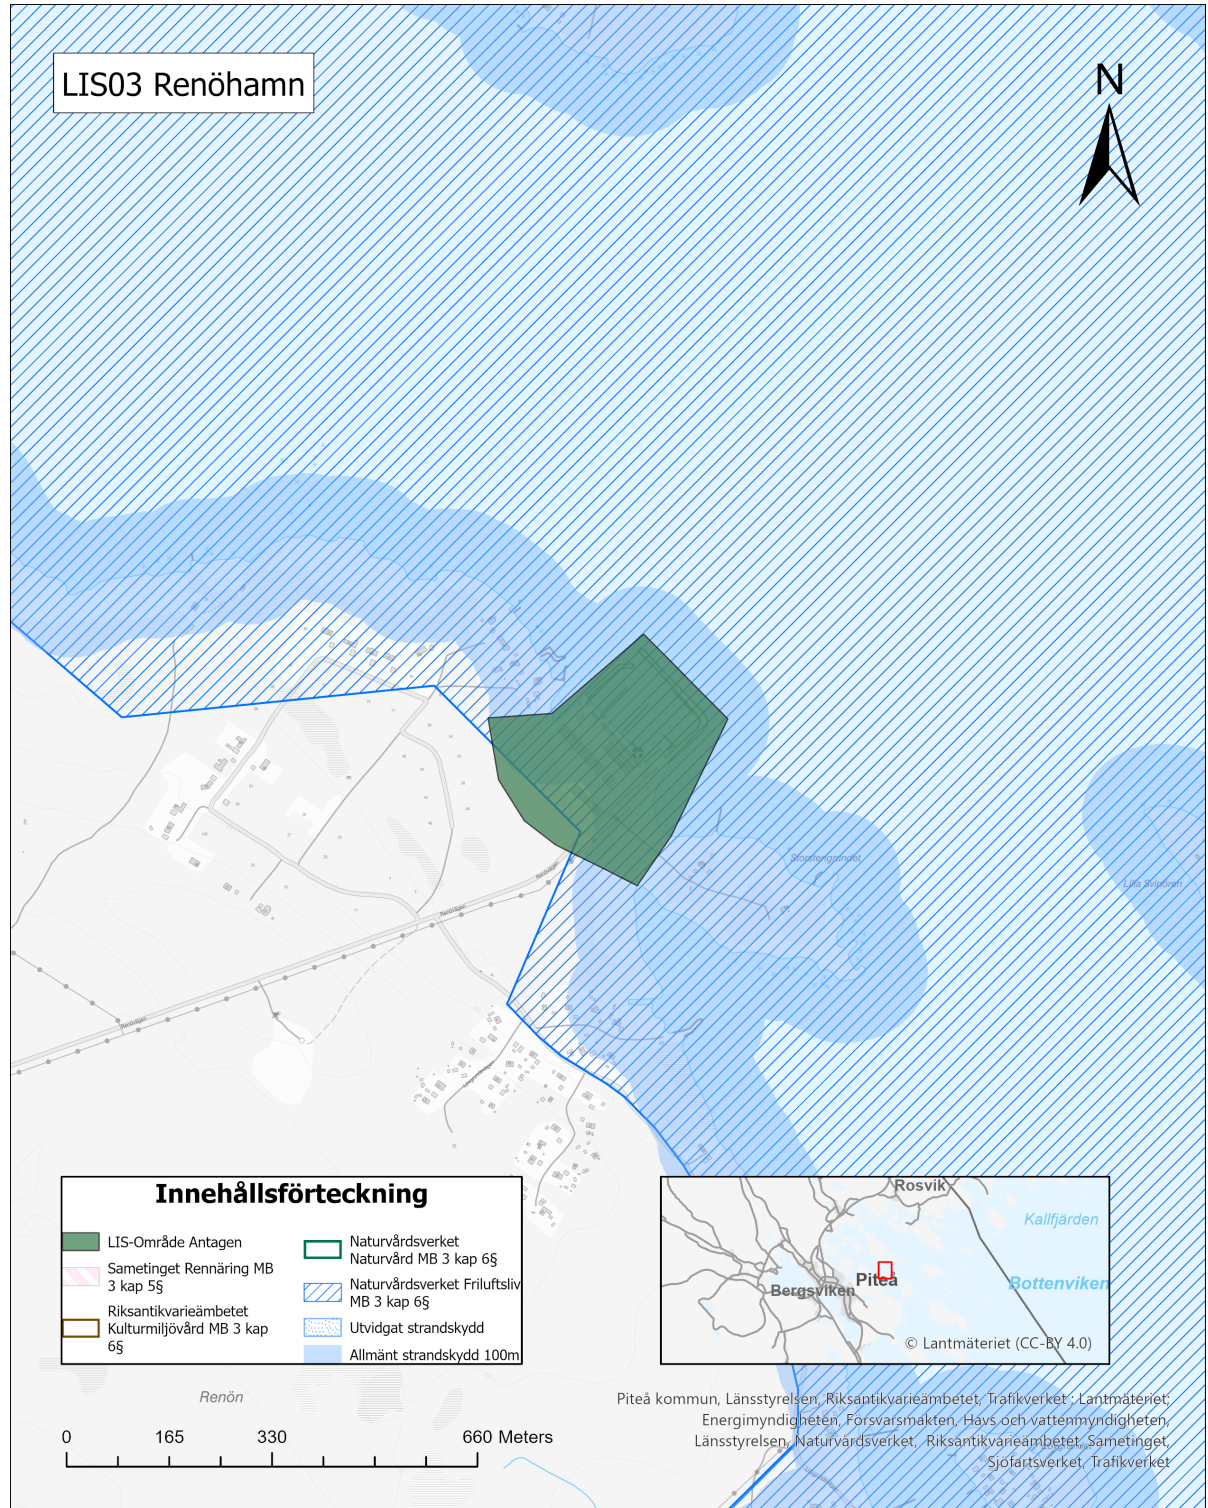 LIS03 Renöhamn
N
Storstengrundet
Lilla Svinören
Renövägen
Renövägen
Renövägen
Långrevelsvägen
Innehållsförteckning
LIS-Område Antagen
Sametinget Rennäring MB
3 kap 5§
Riksantikvarieämbetet
Kulturmiljövård MB 3 kap
6§
Naturvårdsverket
Naturvård MB 3 kap 6§
Naturvårdsverket Friluftsliv
MB 3 kap 6§
Utvidgat strandskydd
Allmänt strandskydd 100m
Rosvik
Kallfjärden
Piteå
Bottenviken
Bergsviken
© Lantmäteriet (CC-BY 4.0)
Renön
0 165 330 660 Meters
Piteå kommun, Länsstyrelsen, Riksantikvarieämbetet, Trafikverket ; Lantmäteriet;
Energimyndigheten, Försvarsmakten, Havs och vattenmyndigheten,
Länsstyrelsen, Naturvårdsverket, Riksantikvarieämbetet, Sametinget,
Sjöfartsverket, Trafikverket